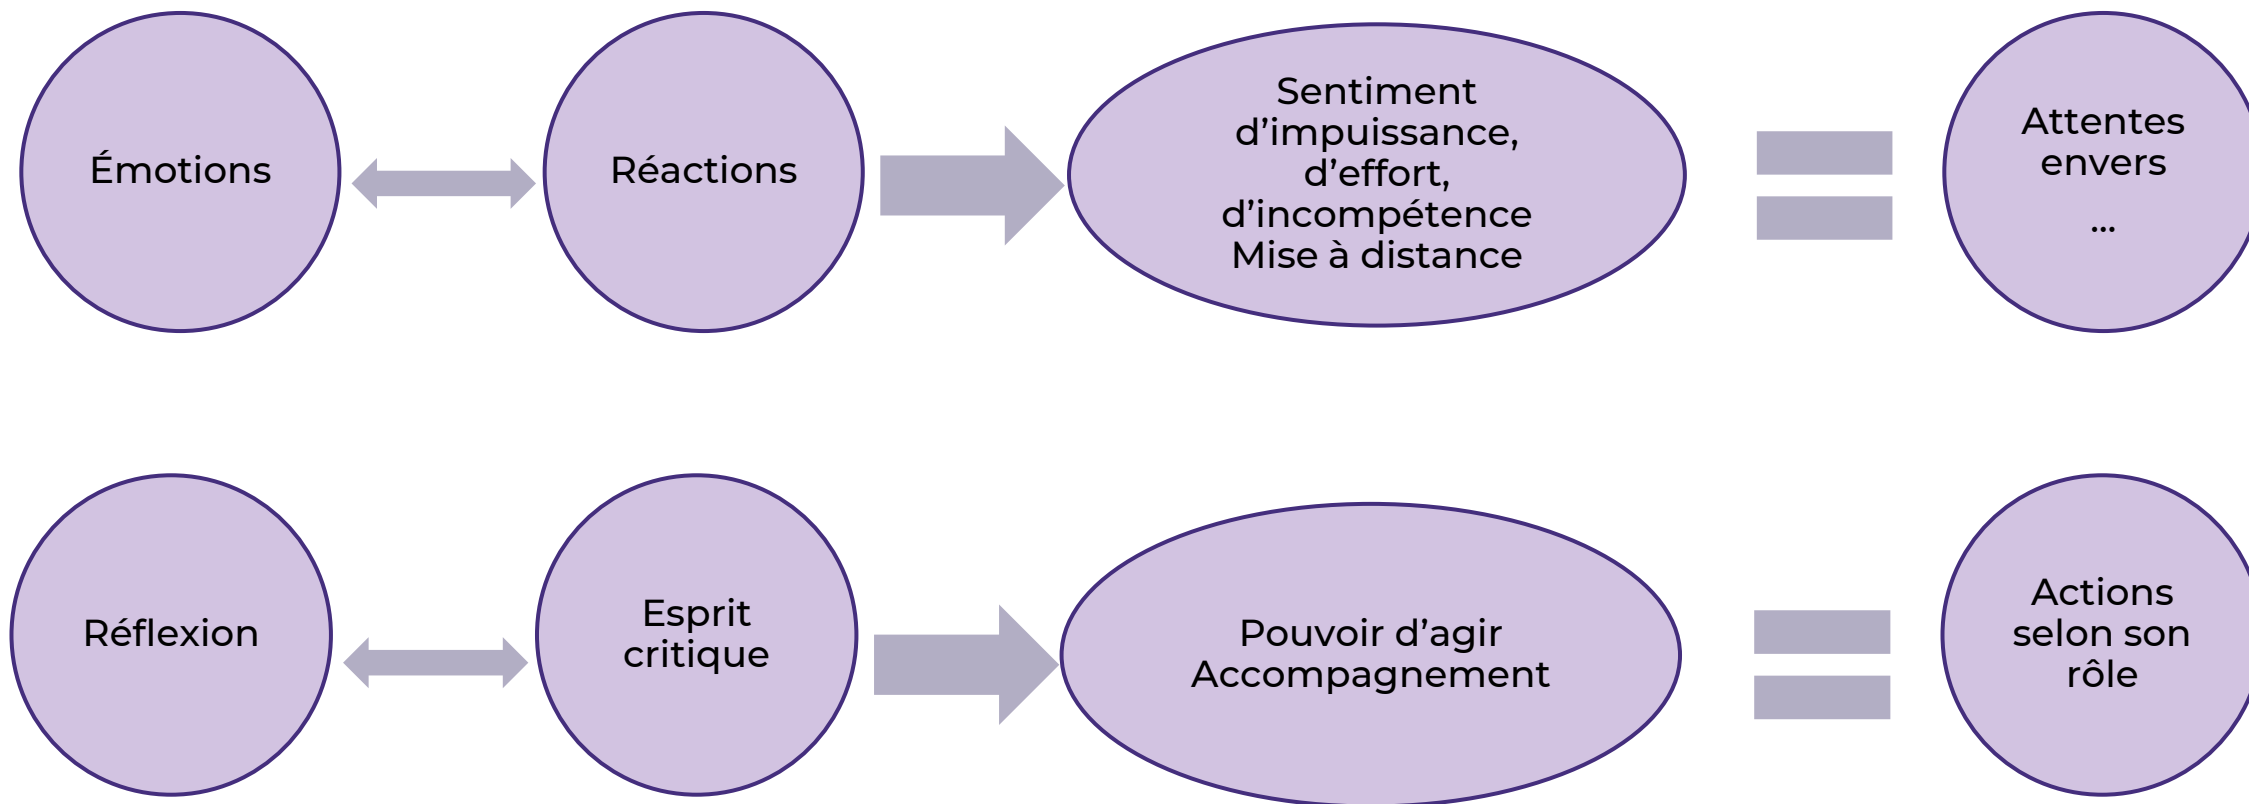 Émotions
Réactions
Sentiment
d’impuissance,
d’effort,
d’incompétence
Mise à distance
Attentes
envers
...
Réflexion
Esprit
critique
Pouvoir d’agir
Accompagnement
Actions
selon son
rôle